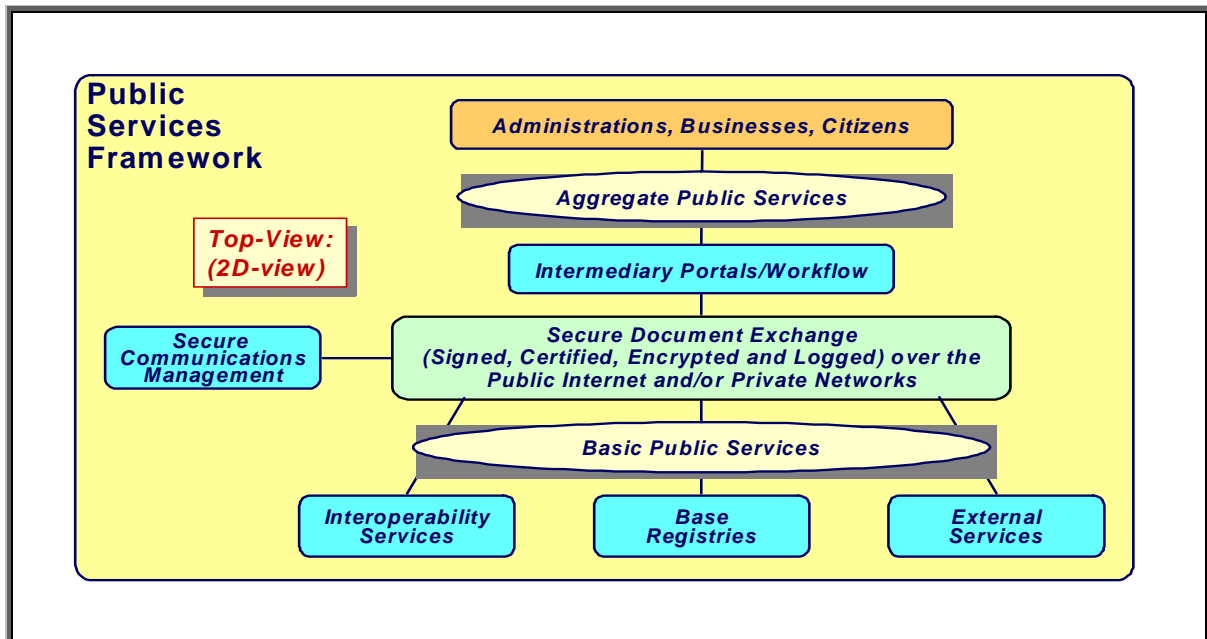 Public
Services
Framework
Administrations, Businesses, Citizens
Aggregate Public Services
Top-View:
(2D-view)
Intermediary Portals/Workflow
Secure
Communications
Management
Secure Document Exchange
(Signed, Certified, Encrypted and Logged) over the
Public Internet and/or Private Networks
Basic Public Services
Interoperability
Services
Base
Registries
External
Services